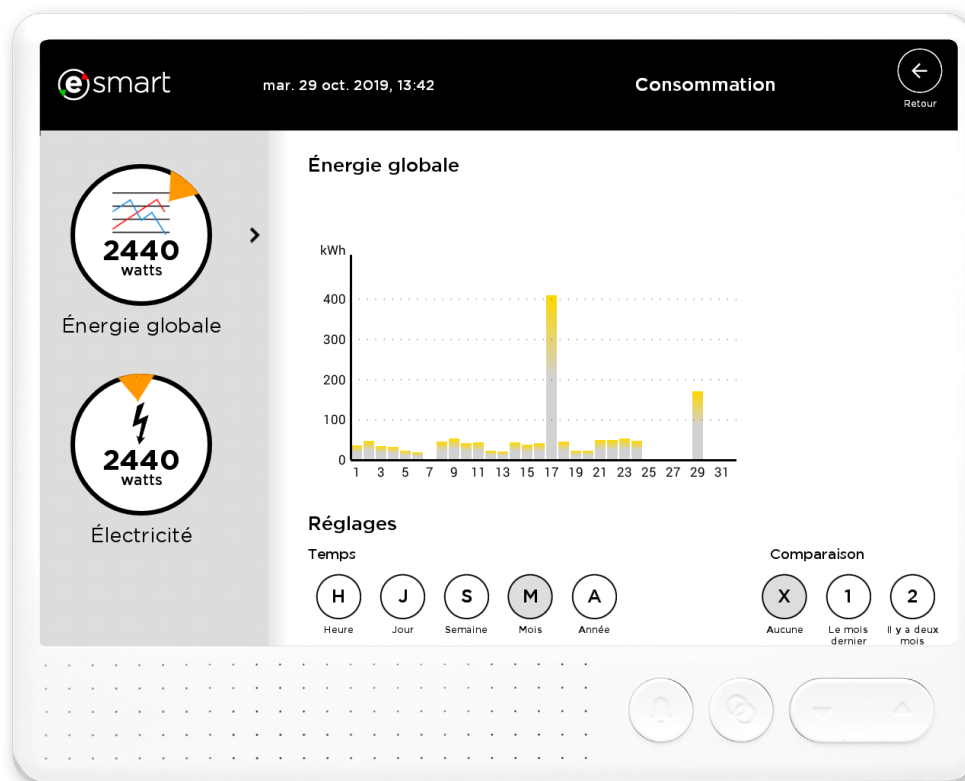 esmart
mar. 29 oct. 2019, 13:42
Consommation
Retour
2440
watts
Énergie globale
2440
watts
Électricité
Énergie globale
kWh
400
300
200
100
0
1 3 5 7 9 11 13 15 17 19 21 23 25 27 29 31
Réglages
Temps
H J S M A
Heure Jour Semaine Mois Année
Comparaison
X 1 2
Aucune Le mois dernier Il y a deux mois